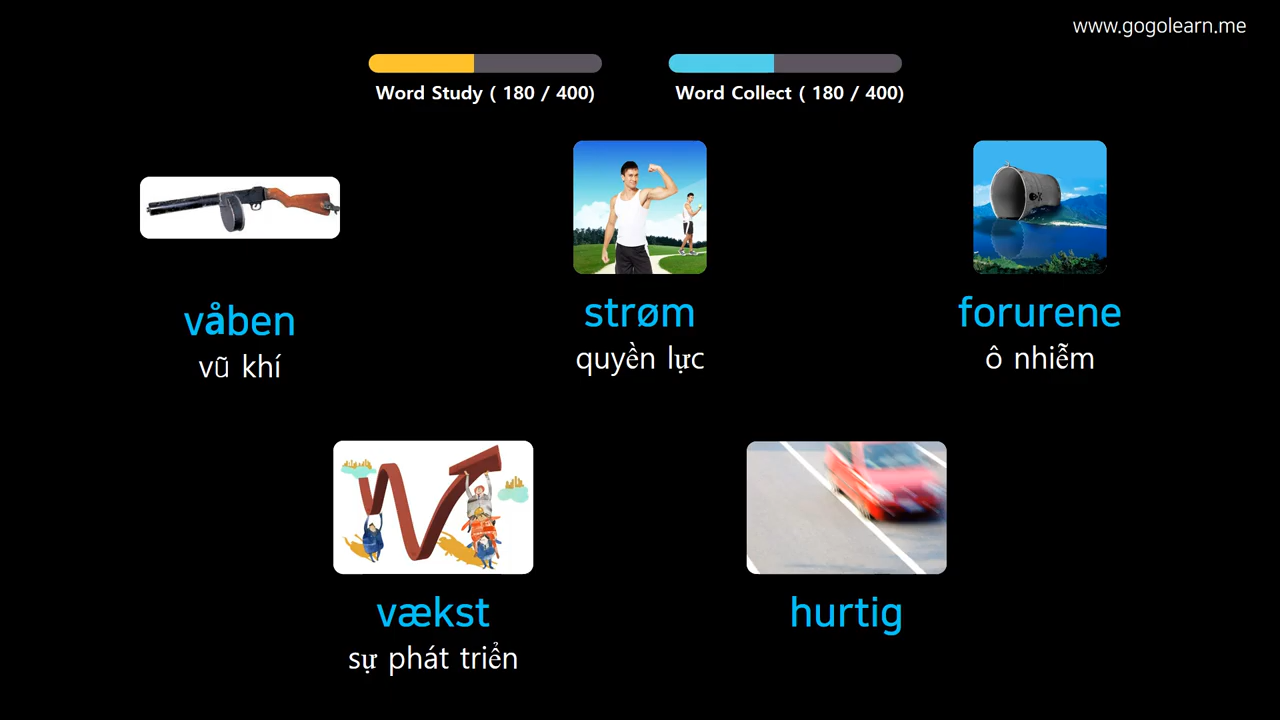 www.gogolearn.me
Word Study ( 180 / 400)
Word Collect ( 180 / 400)
våben
vũ khí
strøm
quyền lực
forurene
ô nhiễm
vækst
sự phát triển
hurtig